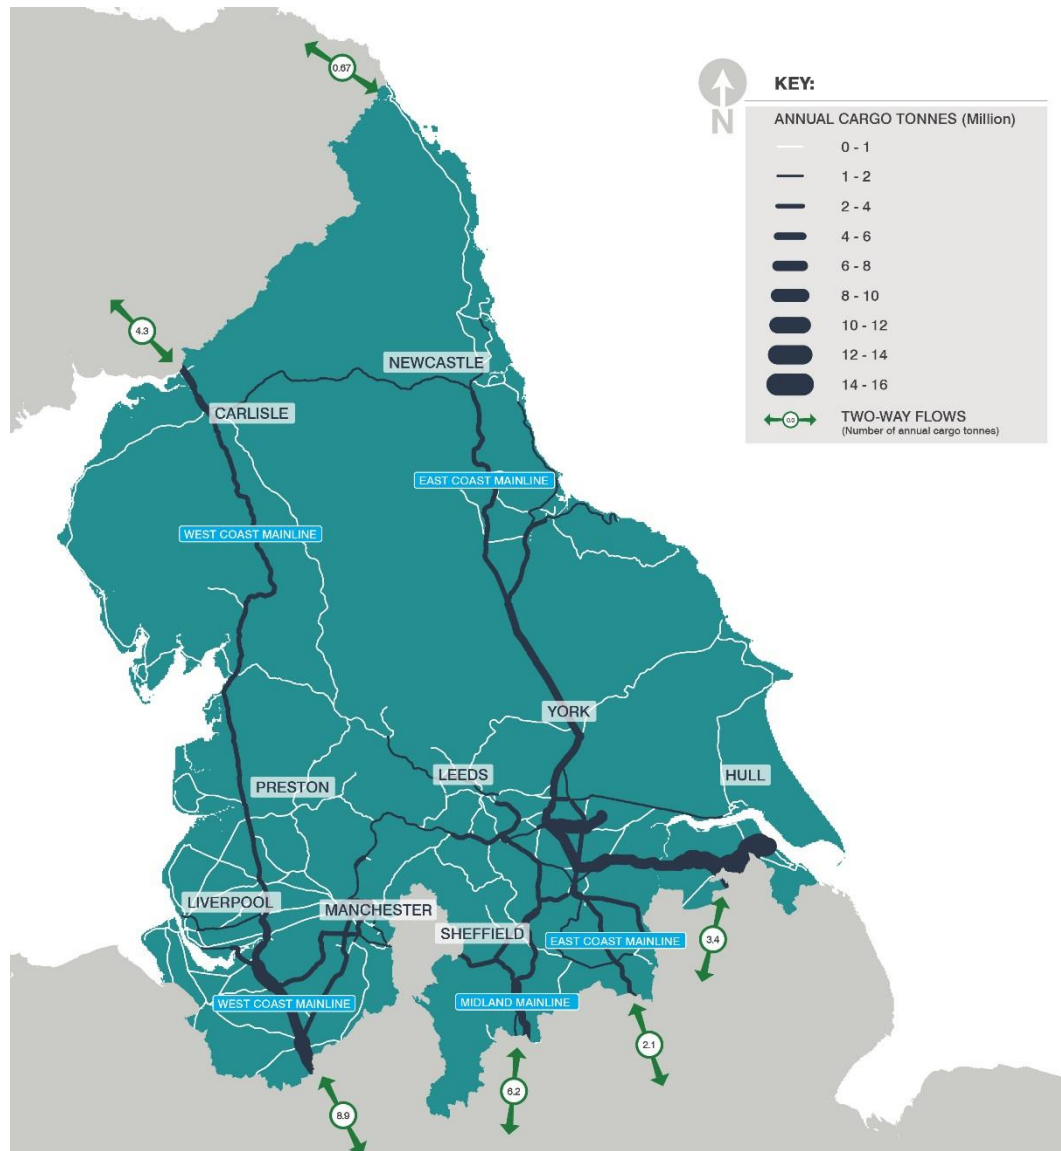 0.67
KEY:
N
ANNUAL CARGO TONNES (Million)
0 - 1
1 - 2
2 - 4
4 - 6
6 - 8
8 - 10
10 - 12
12 - 14
14 - 16
TWO-WAY FLOWS
(Number of annual cargo tonnes)
4.3
NEWCASTLE
CARLISLE
EAST COAST MAINLINE
WEST COAST MAINLINE
YORK
LEEDS
HULL
PRESTON
LIVERPOOL
MANCHESTER
SHEFFIELD
EAST COAST MAINLINE
3.4
WEST COAST MAINLINE
MIDLAND MAINLINE
2.1
6.2
8.9